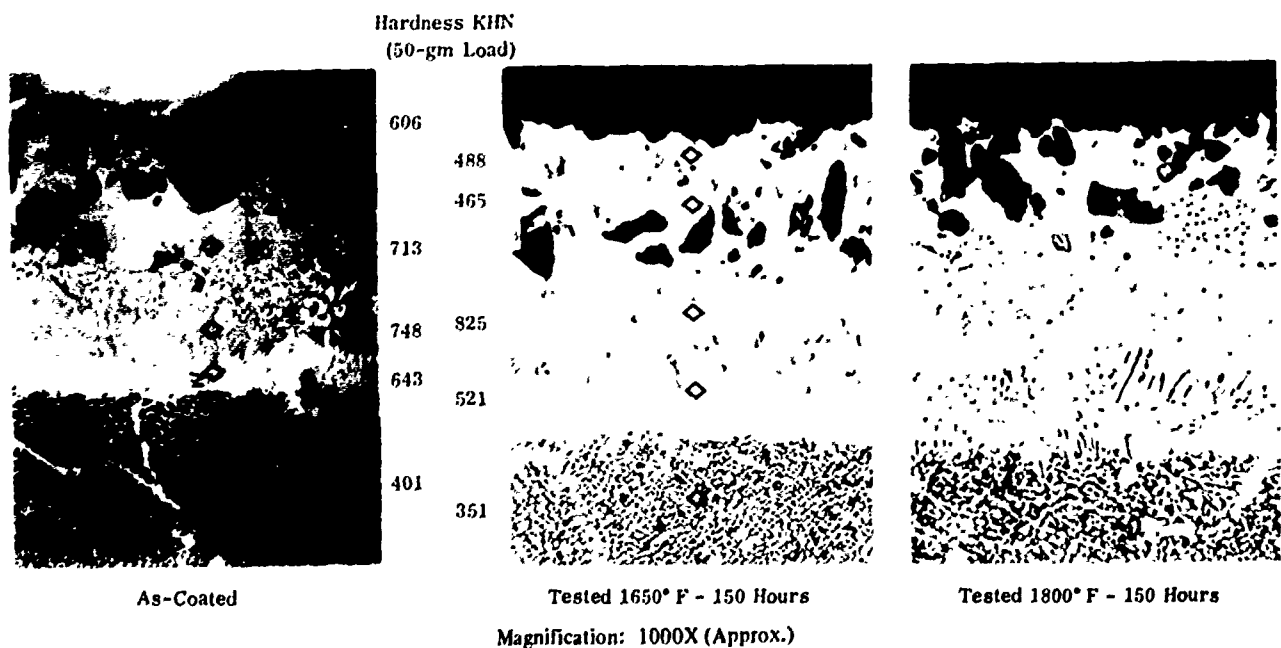 Hardness KHN
(50-gm Load)
606
713
748
643
401
488
465
825
521
351
As-Coated
Tested 1650° F - 150 Hours
Tested 1800° F - 150 Hours
Magnification: 1000X (Approx.)